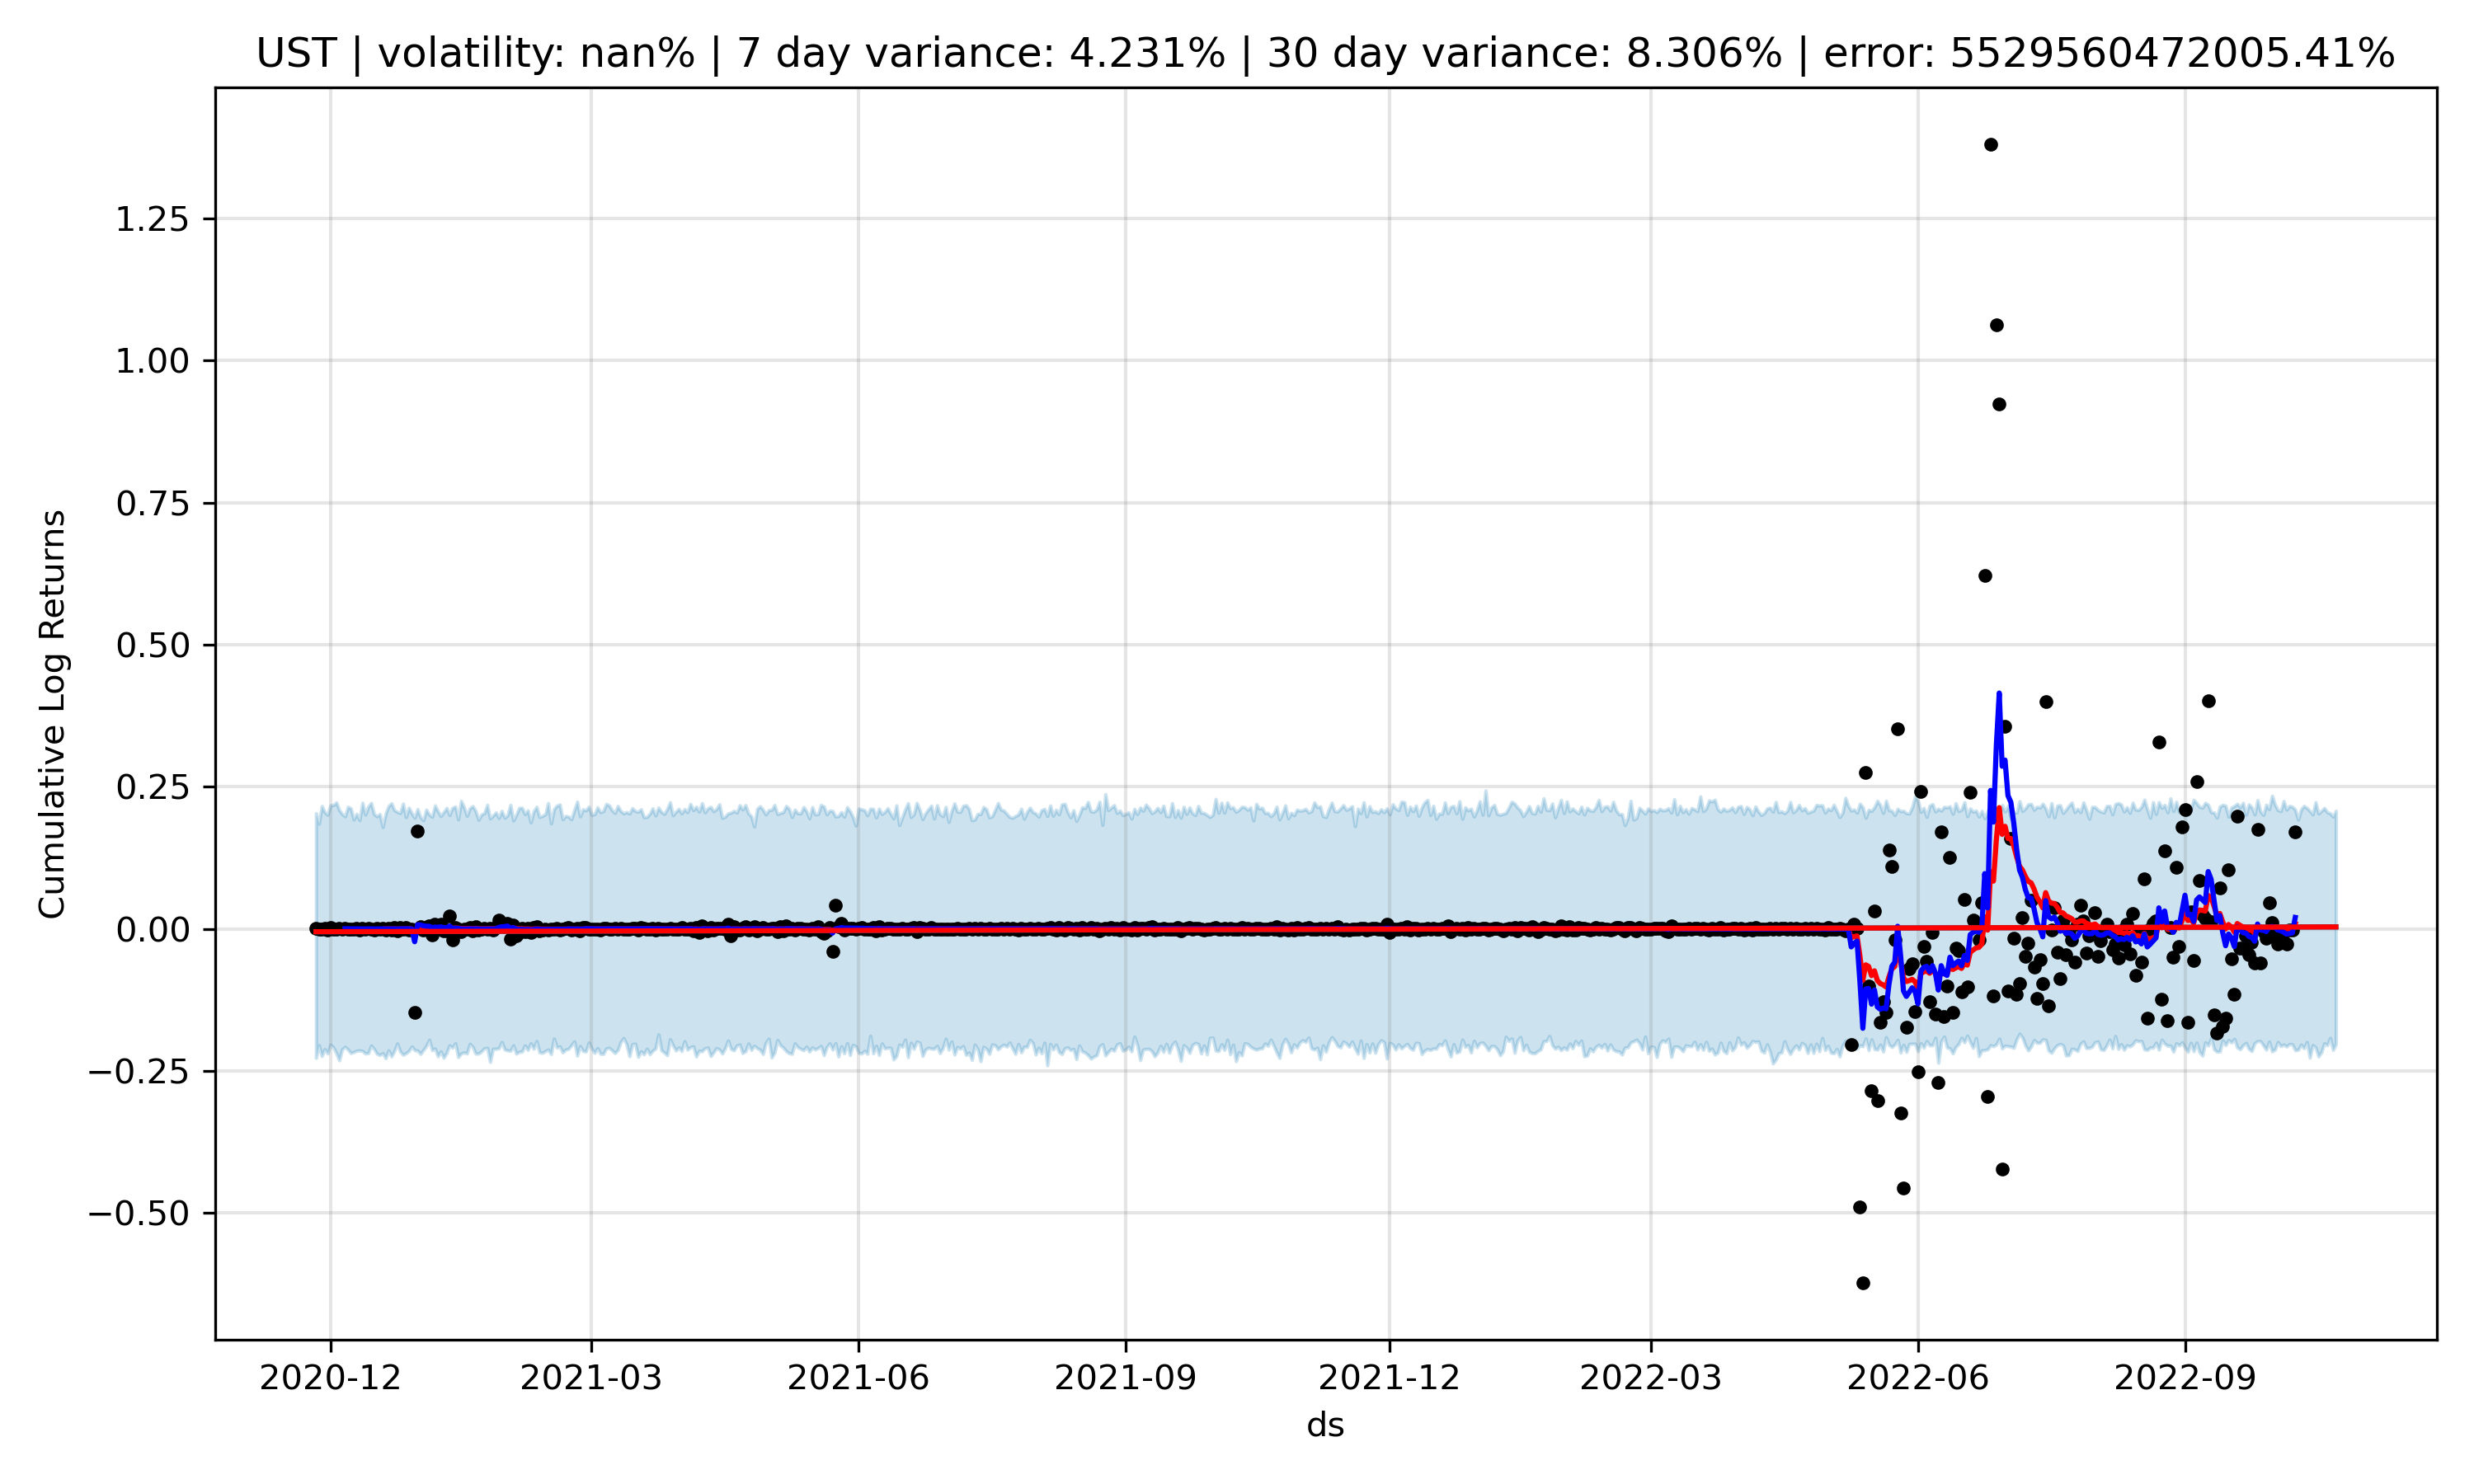 UST | volatility: nan% | 7 day variance: 4.231% | 30 day variance: 8.306% | error: 5529560472005.41%
Cumulative Log Returns
1.25
1.00
0.75
0.50
0.25
0.00
−0.25
−0.50
2020-12 2021-03 2021-06 2021-09 2021-12 2022-03 2022-06 2022-09
ds